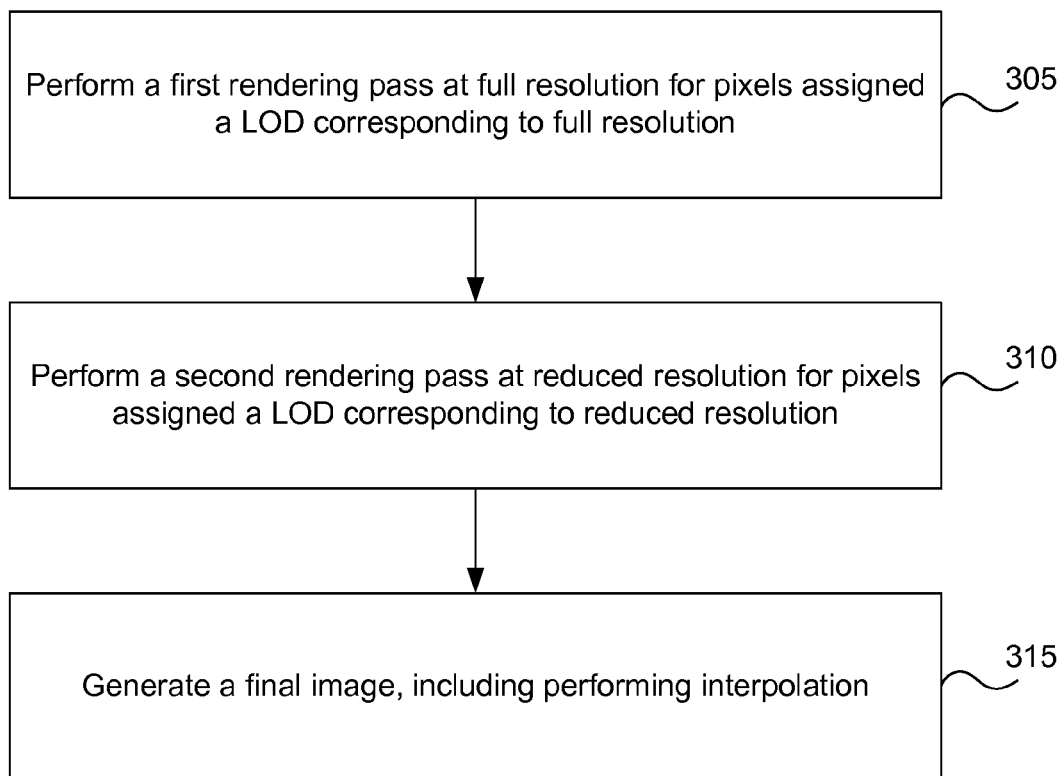 Perform a first rendering pass at full resolution for pixels assigned
a LOD corresponding to full resolution
305
Perform a second rendering pass at reduced resolution for pixels
assigned a LOD corresponding to reduced resolution
310
Generate a final image, including performing interpolation
315